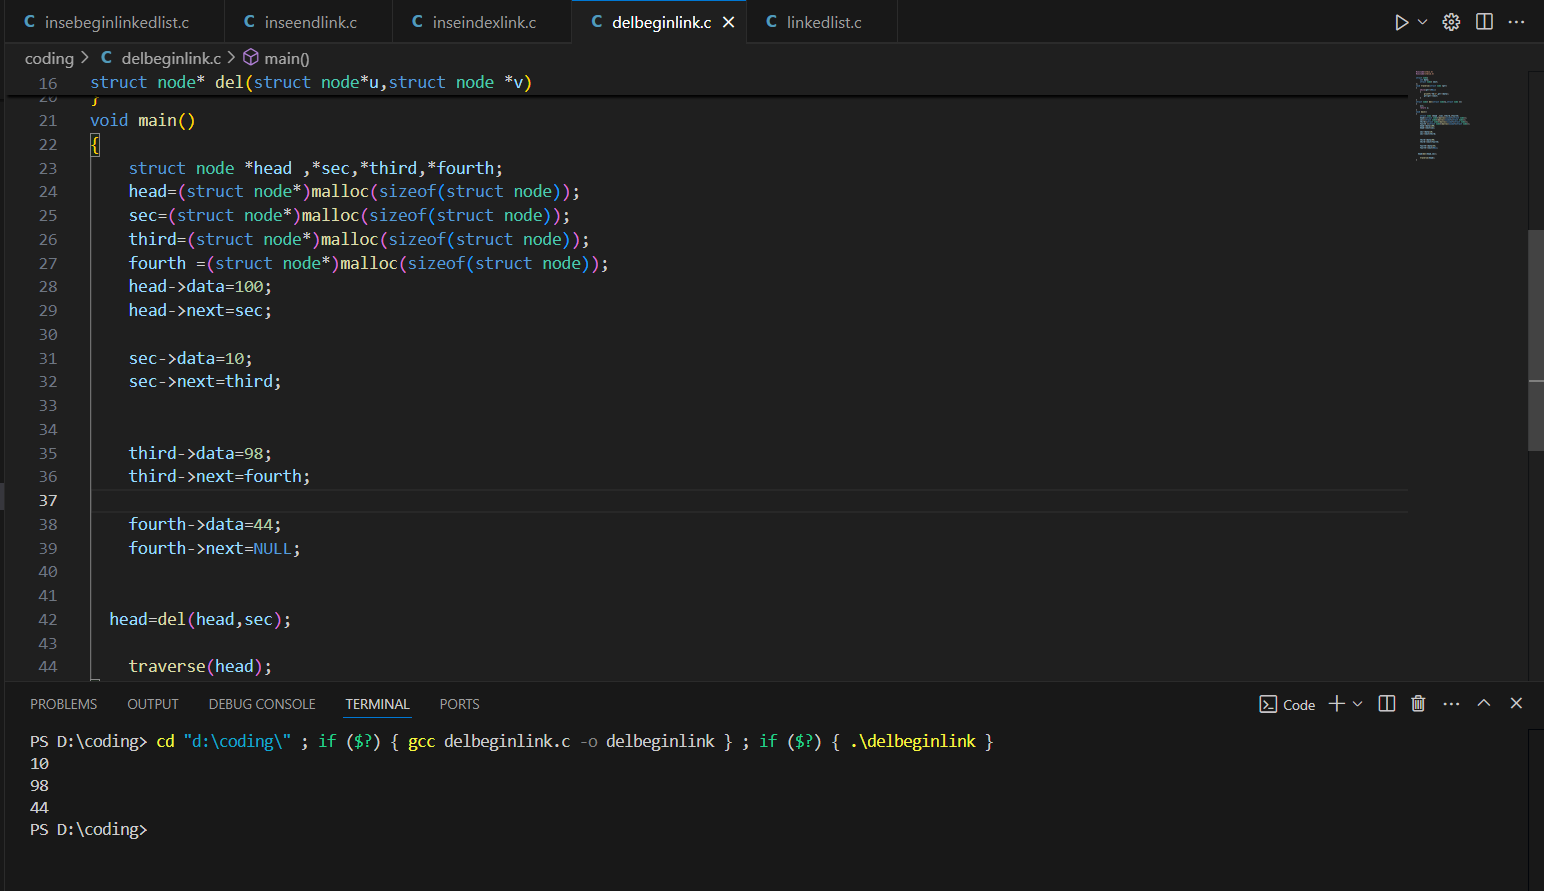 C insebeginlinkedlist.c C inseendlink.c C inseindexlink.c C delbeginlink.c C linkedlist.c
coding > C delbeginlink.c > main()
16 struct node* del(struct node*u,struct node *v)
20 }
21 void main()
22 {
23 struct node *head ,*sec,*third,*fourth;
24 head=(struct node*)malloc(sizeof(struct node));
25 sec=(struct node*)malloc(sizeof(struct node));
26 third=(struct node*)malloc(sizeof(struct node));
27 fourth =(struct node*)malloc(sizeof(struct node));
28 head->data=100;
29 head->next=sec;
30
31 sec->data=10;
32 sec->next=third;
33
34
35 third->data=98;
36 third->next=fourth;
37
38 fourth->data=44;
39 fourth->next=NULL;
40
41
42 head=del(head,sec);
43
44 traverse(head);
PROBLEMS OUTPUT DEBUG CONSOLE TERMINAL PORTS Code
PS D:\coding> cd "d:\coding\" ; if ($?) { gcc delbeginlink.c -o delbeginlink } ; if ($?) { .\delbeginlink }
10
98
44
PS D:\coding>